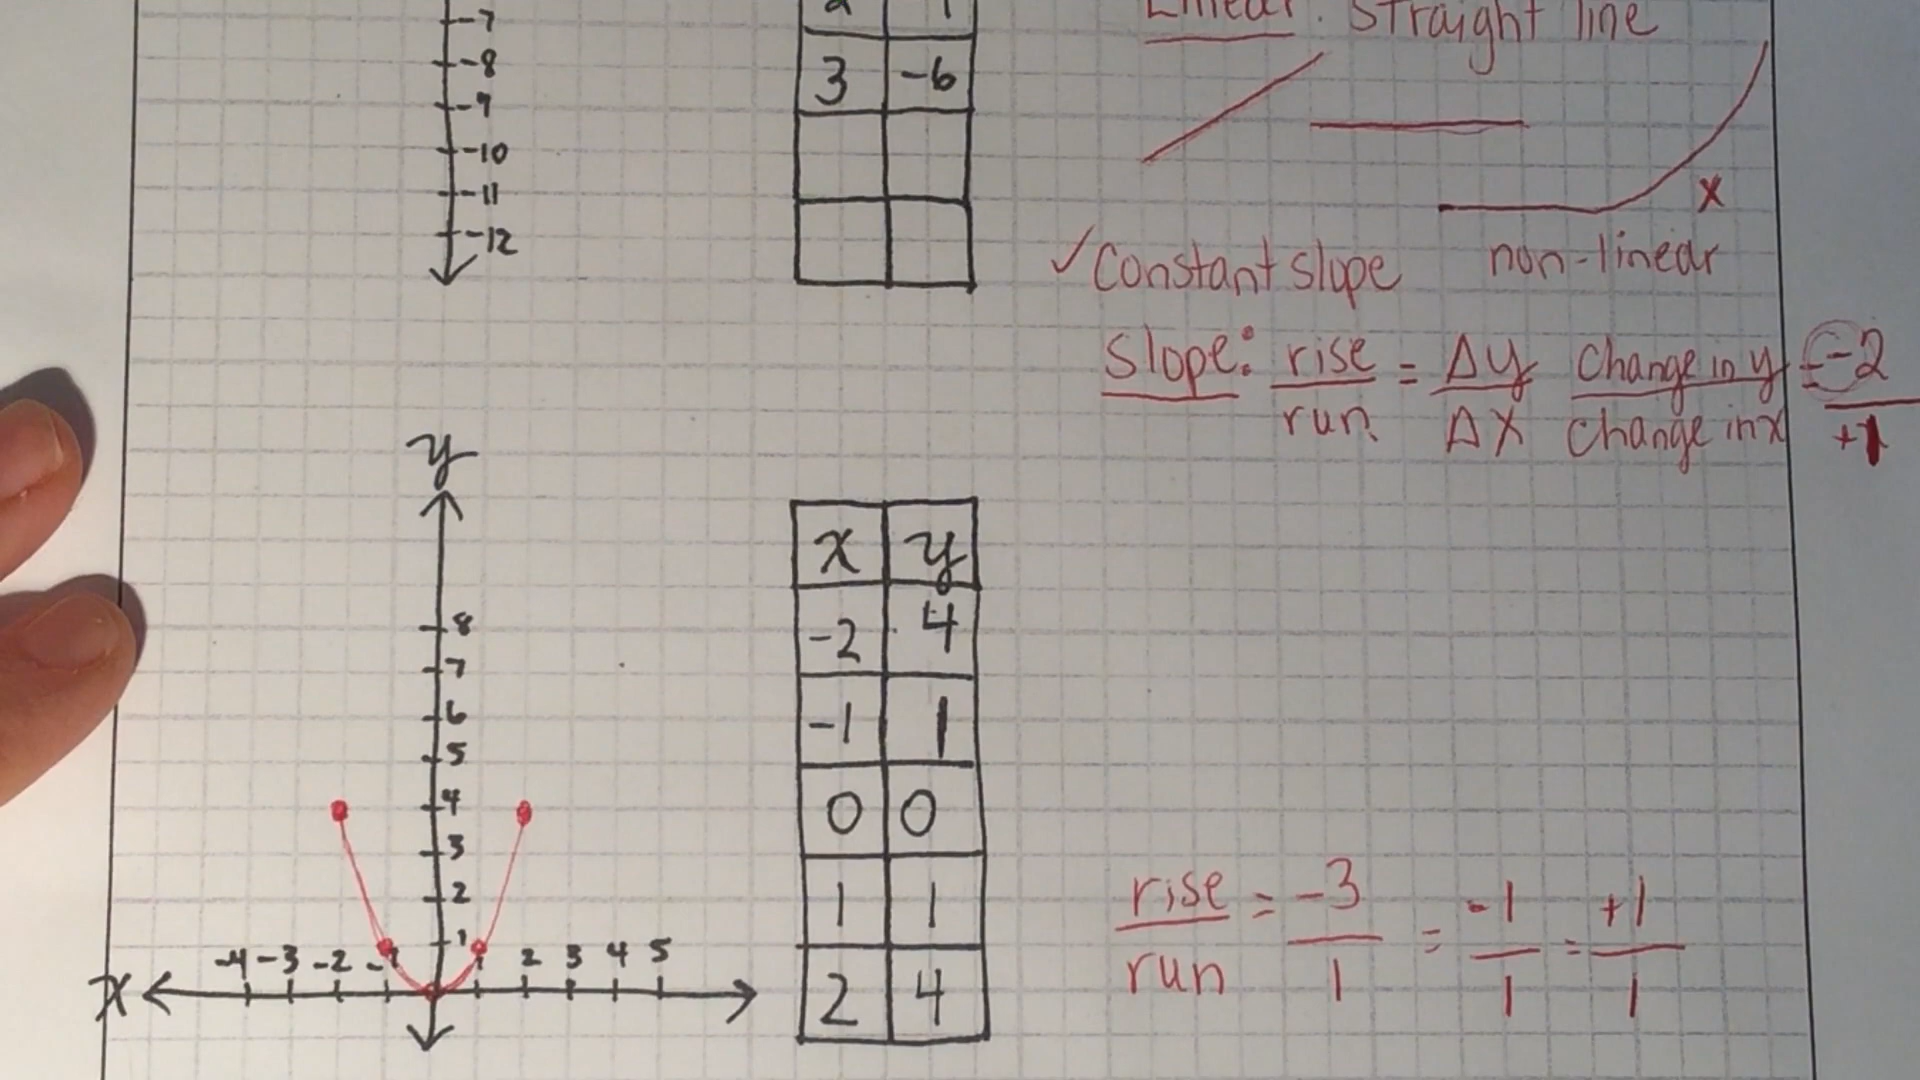 -7
-8
-9
-10
-11
-12
3 -6
Linear: Straight line
x
✓ Constant slope
non-linear
Slope: rise/run = Δy/Δx change in y/change in x = -2/+1
y
8
7
6
5
4
3
2
1
-4 -3 -2 -1 1 2 3 4 5
x
x y
-2 4
-1 1
0 0
1 1
2 4
rise/run = -3/1 = -1/1 = +1/1